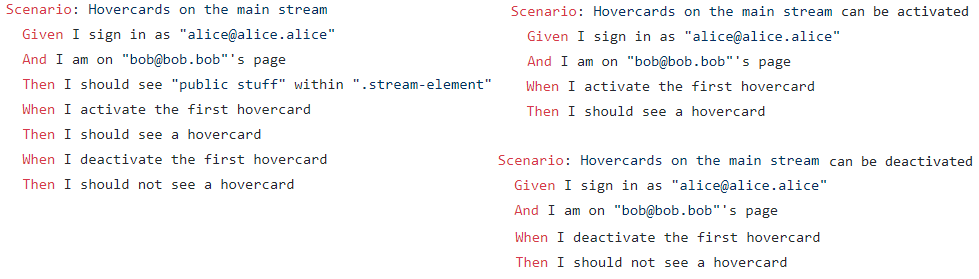 Scenario: Hovercards on the main stream
Given I sign in as "alice@alice.alice"
And I am on "bob@bob.bob"'s page
Then I should see "public stuff" within ".stream-element"
When I activate the first hovercard
Then I should see a hovercard
When I deactivate the first hovercard
Then I should not see a hovercard
Scenario: Hovercards on the main stream can be activated
Given I sign in as "alice@alice.alice"
And I am on "bob@bob.bob"'s page
When I activate the first hovercard
Then I should see a hovercard
Scenario: Hovercards on the main stream can be deactivated
Given I sign in as "alice@alice.alice"
And I am on "bob@bob.bob"'s page
When I deactivate the first hovercard
Then I should not see a hovercard